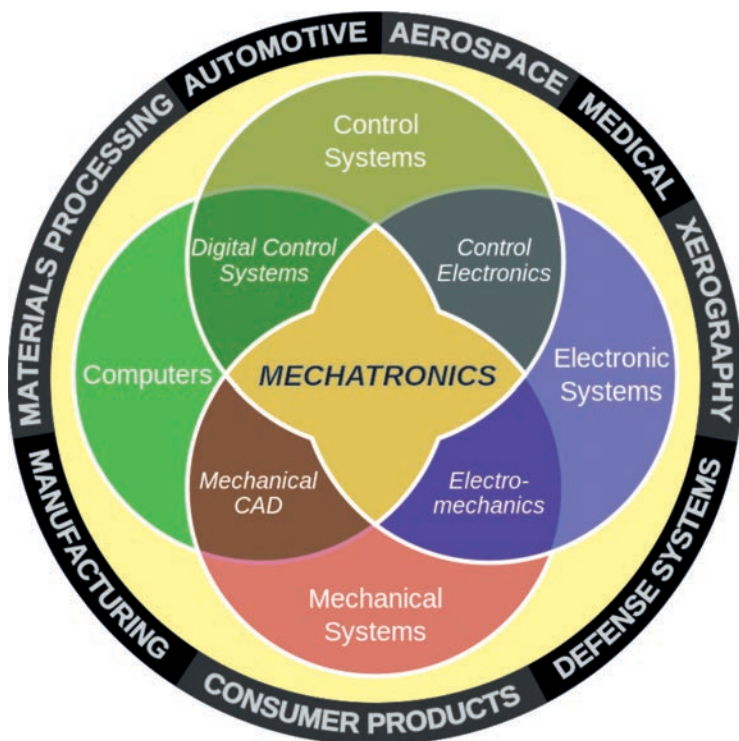 AUTOMOTIVE
AEROSPACE
MEDICAL
XEROGRAPHY
DEFENSE SYSTEMS
CONSUMER PRODUCTS
MANUFACTURING
MATERIALS PROCESSING
Control
Systems
Digital Control
Systems
Control
Electronics
Computers
MECHATRONICS
Electronic
Systems
Mechanical
CAD
Electro-
mechanics
Mechanical
Systems